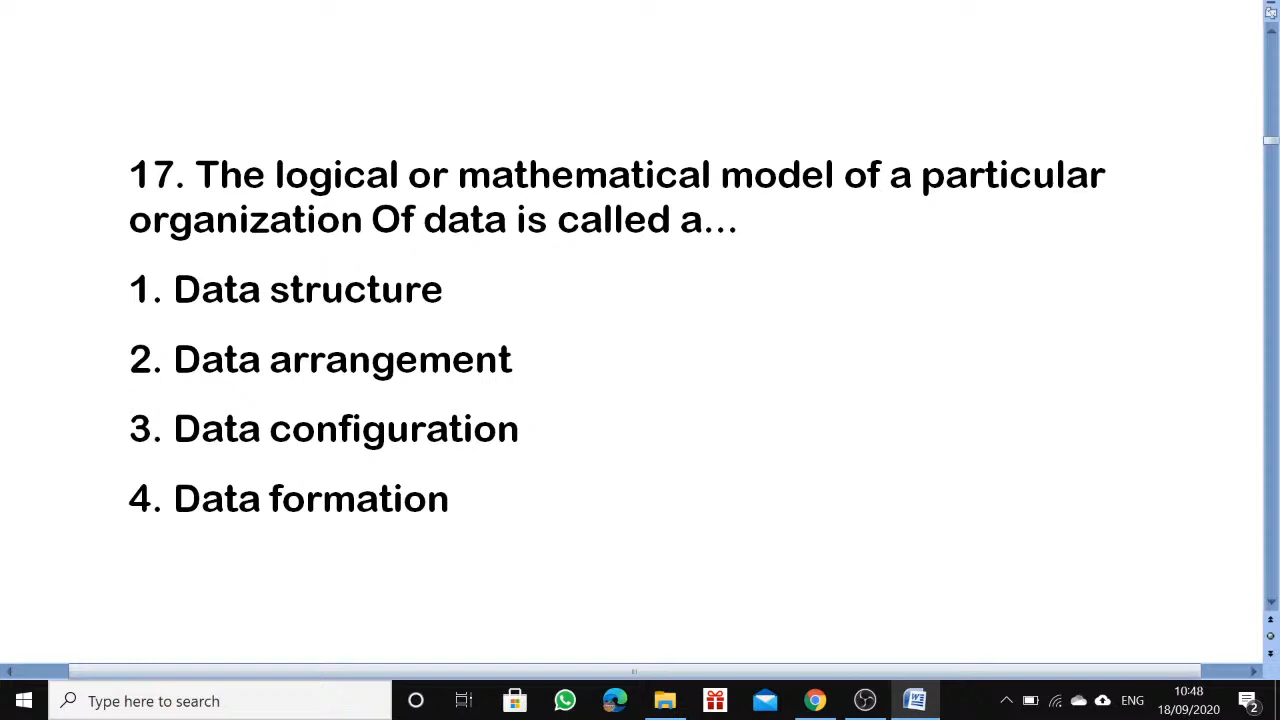 17. The logical or mathematical model of a particular
organization Of data is called a...
1. Data structure
2. Data arrangement
3. Data configuration
4. Data formation
Type here to search
ENG
10:48
18/09/2020
2